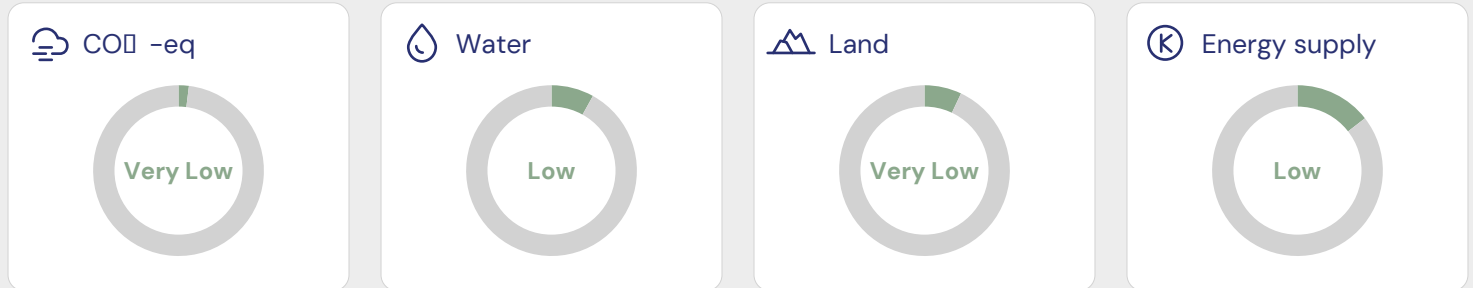 CO▯ -eq
Very Low
Water
Low
Land
Very Low
Energy supply
Low